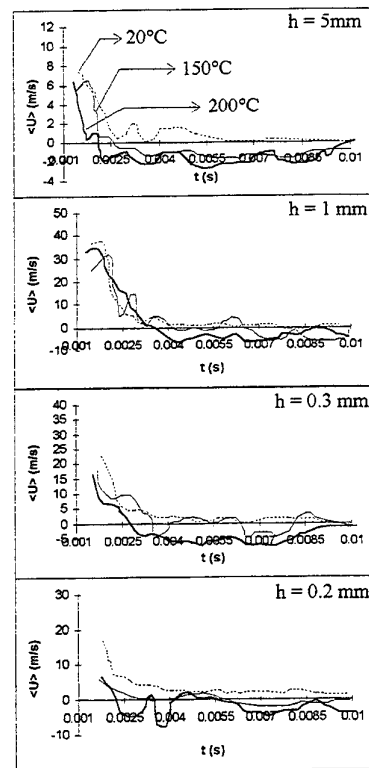 h = 5mm
<U> (m/s)
12
10
8
6
4
2
0
-2
-4
20°C
150°C
200°C
0.001 0.0025 0.004 0.0055 0.007 0.0085 0.01
t (s)
h = 1 mm
<U> (m/s)
50
40
30
20
10
0
-10
0.001 0.0025 0.004 0.0055 0.007 0.0085 0.01
t (s)
h = 0.3 mm
<U> (m/s)
40
35
30
25
20
15
10
5
0
-5
0.001 0.0025 0.004 0.0055 0.007 0.0085 0.01
t (s)
h = 0.2 mm
<U> (m/s)
30
20
10
0
-10
0.001 0.0025 0.004 0.0055 0.007 0.0085 0.01
t (s)